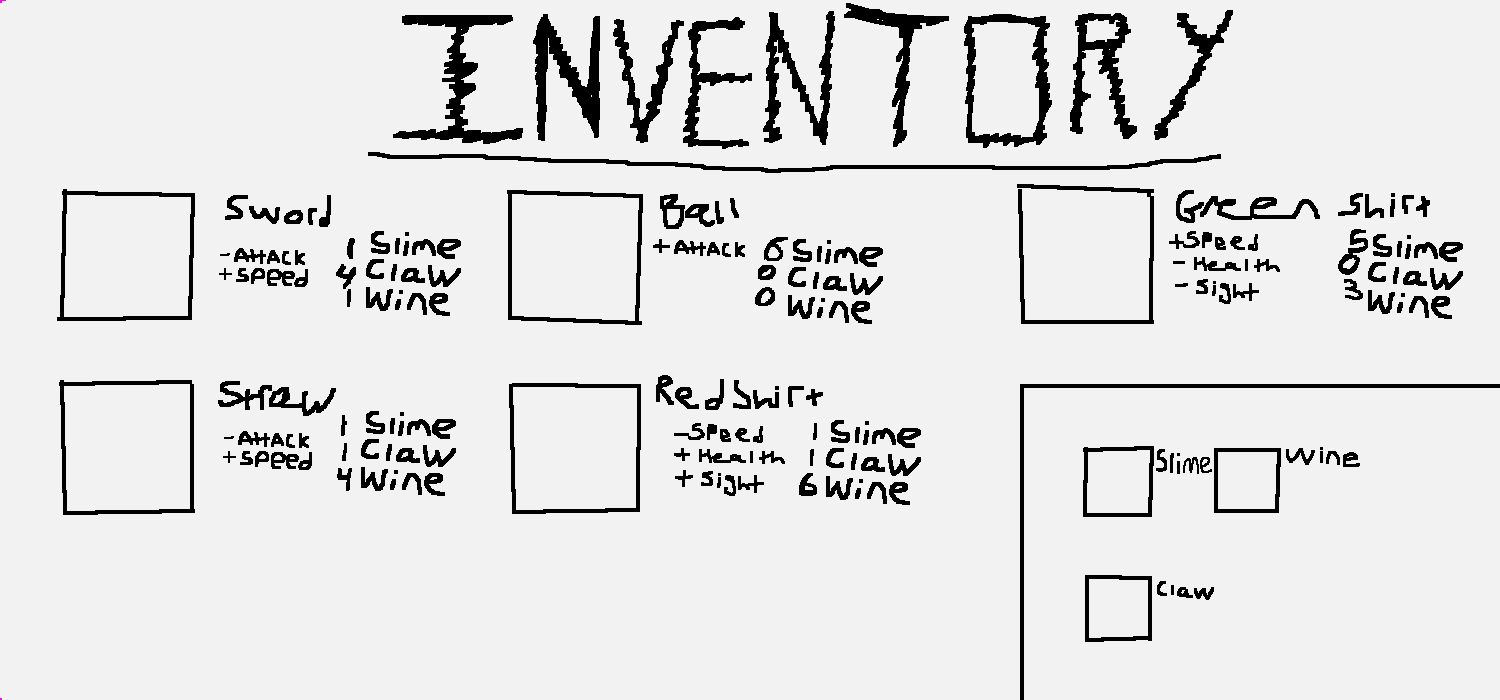 INVENTORY
Sword
-Attack
+Speed
1 Slime
4 Claw
1 Wine
Ball
+Attack
6 Slime
0 Claw
0 Wine
Green Shirt
+Speed
-Health
-Sight
5 Slime
0 Claw
3 Wine
Straw
-Attack
+Speed
1 Slime
1 Claw
4 Wine
Red Shirt
-Speed
+Health
+Sight
1 Slime
1 Claw
6 Wine
Slime
Wine
Claw